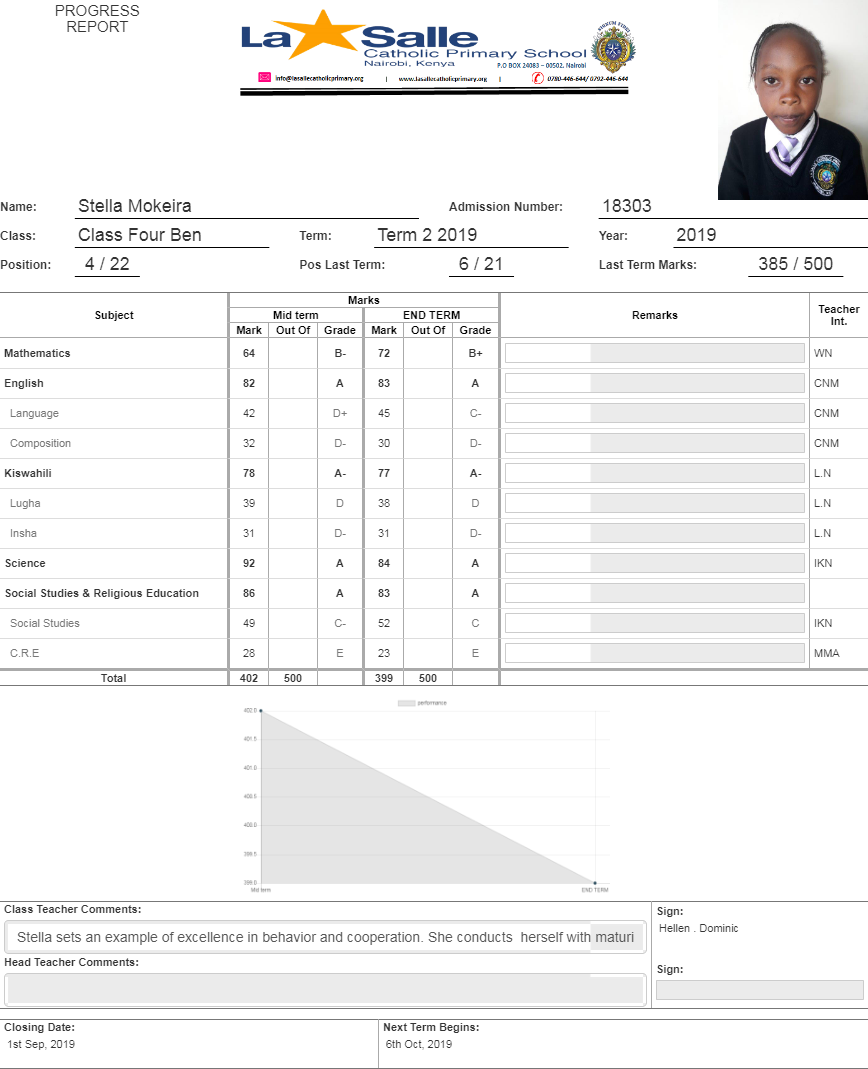 PROGRESS
REPORT
La Salle
Catholic Primary School
Nairobi, Kenya
P.O BOX 24083 – 00502, Nairobi
info@lasallecatholicprimary.org | www.lasallecatholicprimary.org | 0780-446-644/ 0792-446-644
Name: Stella Mokeira Admission Number: 18303
Class: Class Four Ben Term: Term 2 2019 Year: 2019
Position: 4 / 22 Pos Last Term: 6 / 21 Last Term Marks: 385 / 500
Subject Marks Remarks Teacher Int.
Mid term END TERM
Mark Out Of Grade Mark Out Of Grade
Mathematics 64 B- 72 B+ WN
English 82 A 83 A CNM
Language 42 D+ 45 C- CNM
Composition 32 D- 30 D- CNM
Kiswahili 78 A- 77 A- L.N
Lugha 39 D 38 D L.N
Insha 31 D- 31 D- L.N
Science 92 A 84 A IKN
Social Studies & Religious Education 86 A 83 A
Social Studies 49 C- 52 C IKN
C.R.E 28 E 23 E MMA
Total 402 500 399 500
performance
402.0
401.5
401.0
400.5
400.0
399.5
399.0
Mid term END TERM
Class Teacher Comments:
Stella sets an example of excellence in behavior and cooperation. She conducts herself with maturi
Sign:
Hellen . Dominic
Head Teacher Comments:
Sign:
Closing Date: Next Term Begins:
1st Sep, 2019 6th Oct, 2019